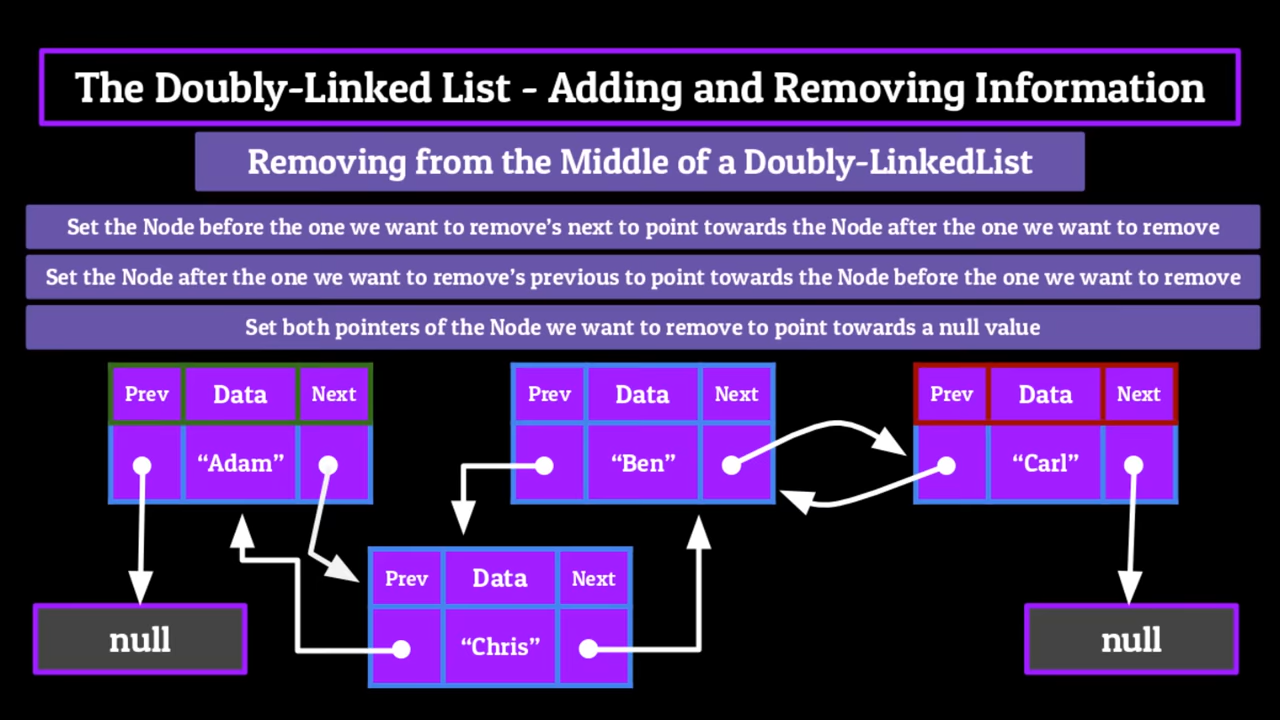 The Doubly-Linked List - Adding and Removing Information
Removing from the Middle of a Doubly-LinkedList
Set the Node before the one we want to remove's next to point towards the Node after the one we want to remove
Set the Node after the one we want to remove's previous to point towards the Node before the one we want to remove
Set both pointers of the Node we want to remove to point towards a null value
Prev Data Next
“Adam”
Prev Data Next
“Ben”
Prev Data Next
“Carl”
Prev Data Next
“Chris”
null
null